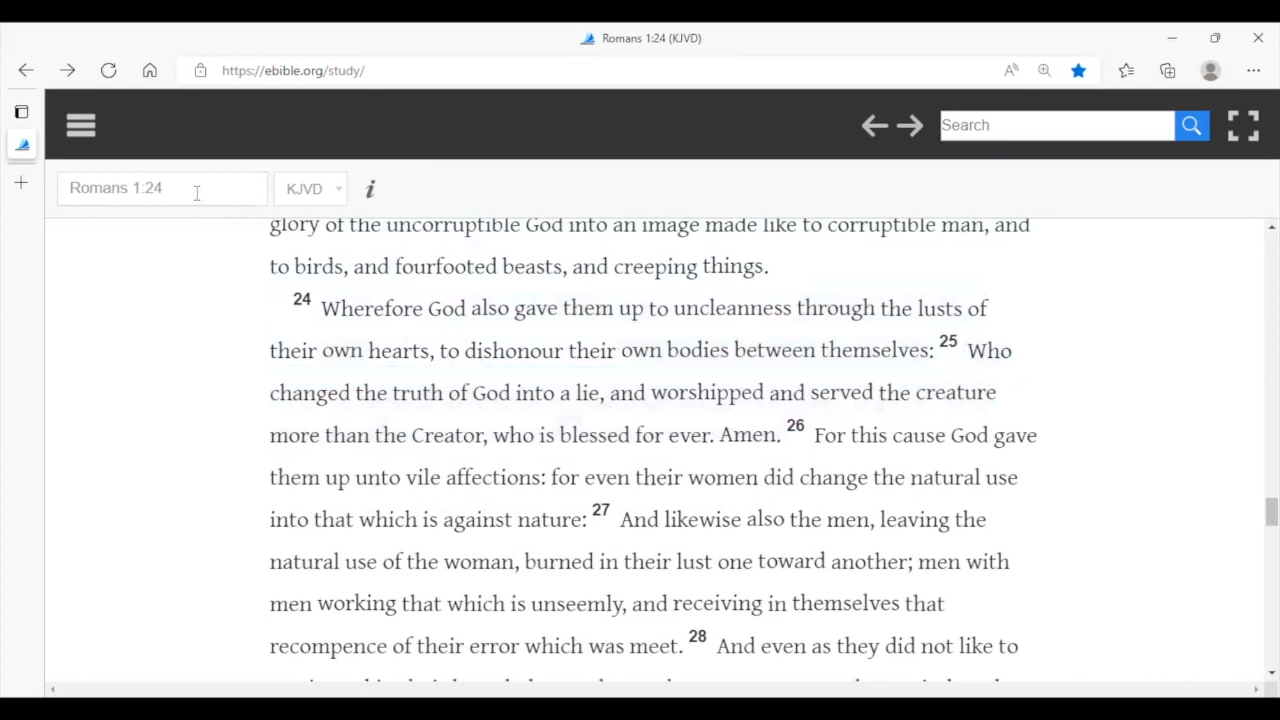 Romans 1:24 (KJVD)
https://ebible.org/study/
Search
Romans 1:24
KJVD
i
glory of the uncorruptible God into an image made like to corruptible man, and
to birds, and fourfooted beasts, and creeping things.
24 Wherefore God also gave them up to uncleanness through the lusts of
their own hearts, to dishonour their own bodies between themselves: 25 Who
changed the truth of God into a lie, and worshipped and served the creature
more than the Creator, who is blessed for ever. Amen. 26 For this cause God gave
them up unto vile affections: for even their women did change the natural use
into that which is against nature: 27 And likewise also the men, leaving the
natural use of the woman, burned in their lust one toward another; men with
men working that which is unseemly, and receiving in themselves that
recompence of their error which was meet. 28 And even as they did not like to